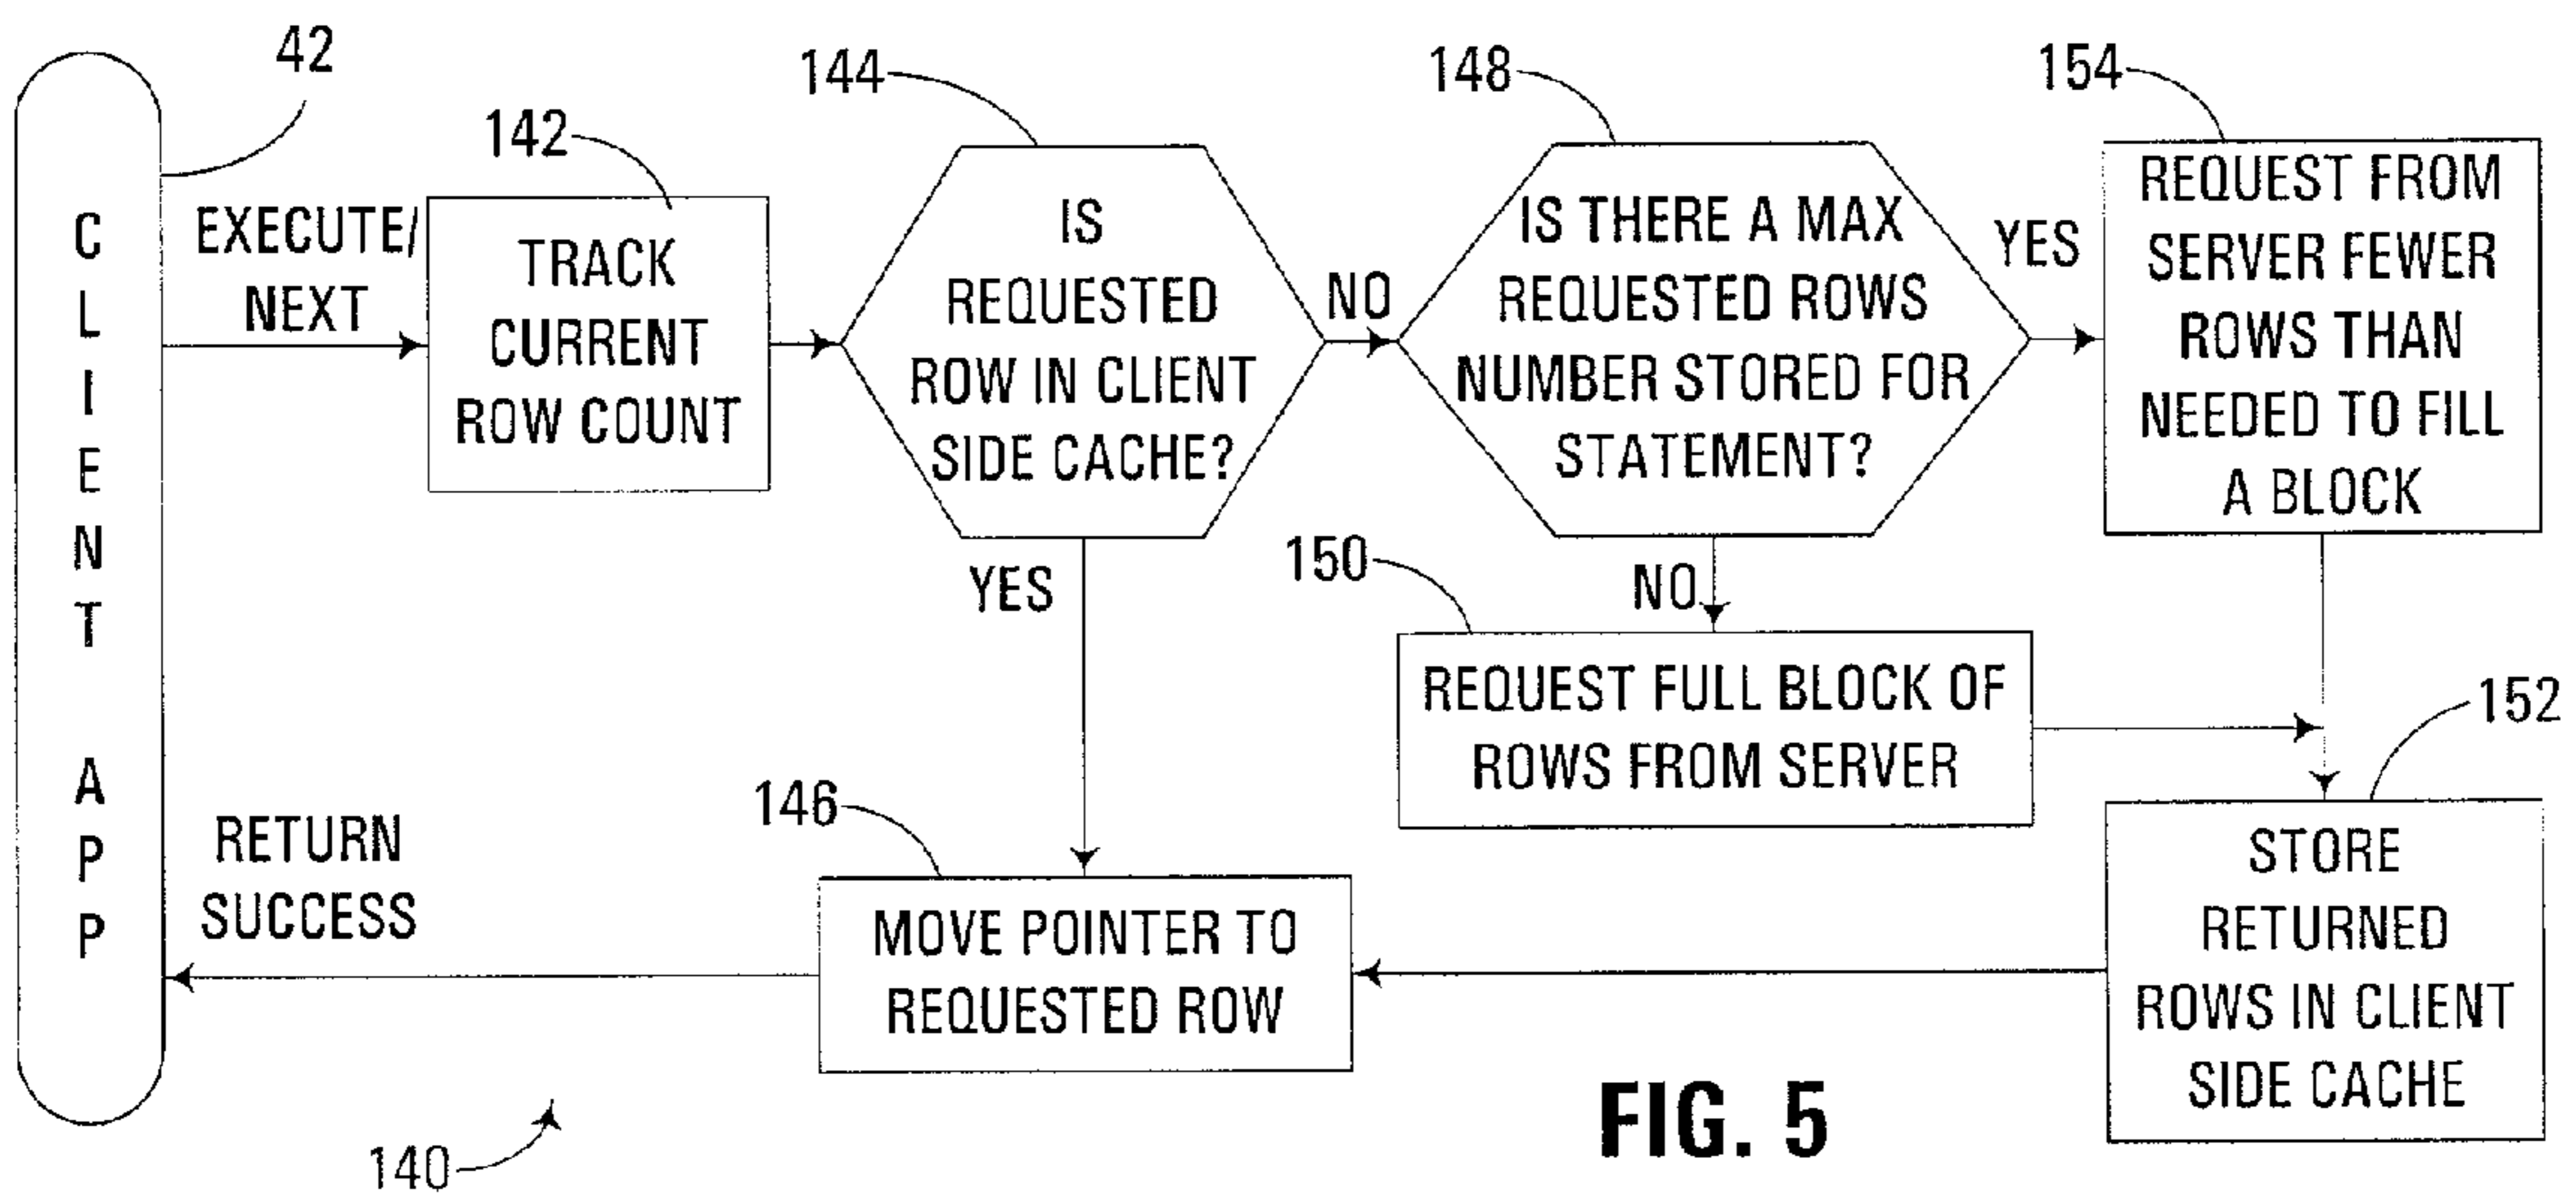 42
144
148
154
142
CLIENT APP
EXECUTE/
NEXT
TRACK
CURRENT
ROW COUNT
IS
REQUESTED
ROW IN CLIENT
SIDE CACHE?
NO
IS THERE A MAX
REQUESTED ROWS
NUMBER STORED FOR
STATEMENT?
YES
REQUEST FROM
SERVER FEWER
ROWS THAN
NEEDED TO FILL
A BLOCK
YES
150
NO
REQUEST FULL BLOCK OF
ROWS FROM SERVER
152
146
RETURN
SUCCESS
MOVE POINTER TO
REQUESTED ROW
STORE
RETURNED
ROWS IN CLIENT
SIDE CACHE
140
FIG. 5